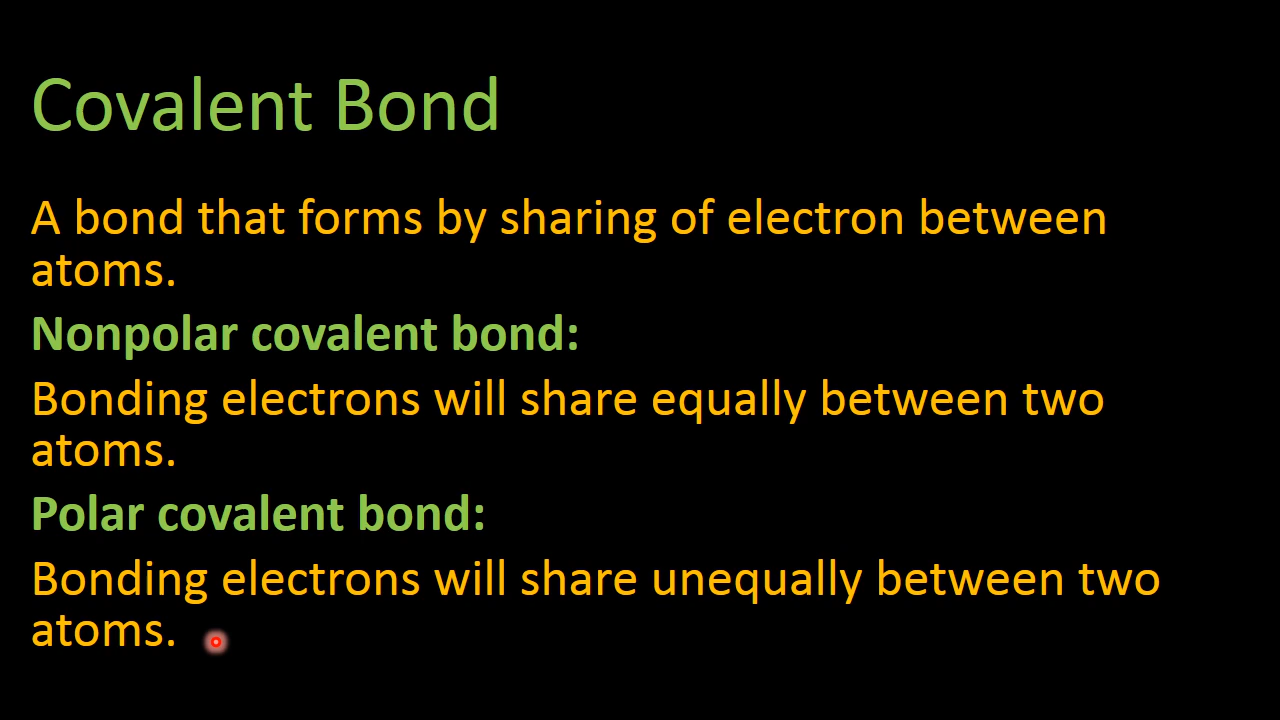 Covalent Bond
A bond that forms by sharing of electron between
atoms.
Nonpolar covalent bond:
Bonding electrons will share equally between two
atoms.
Polar covalent bond:
Bonding electrons will share unequally between two
atoms.